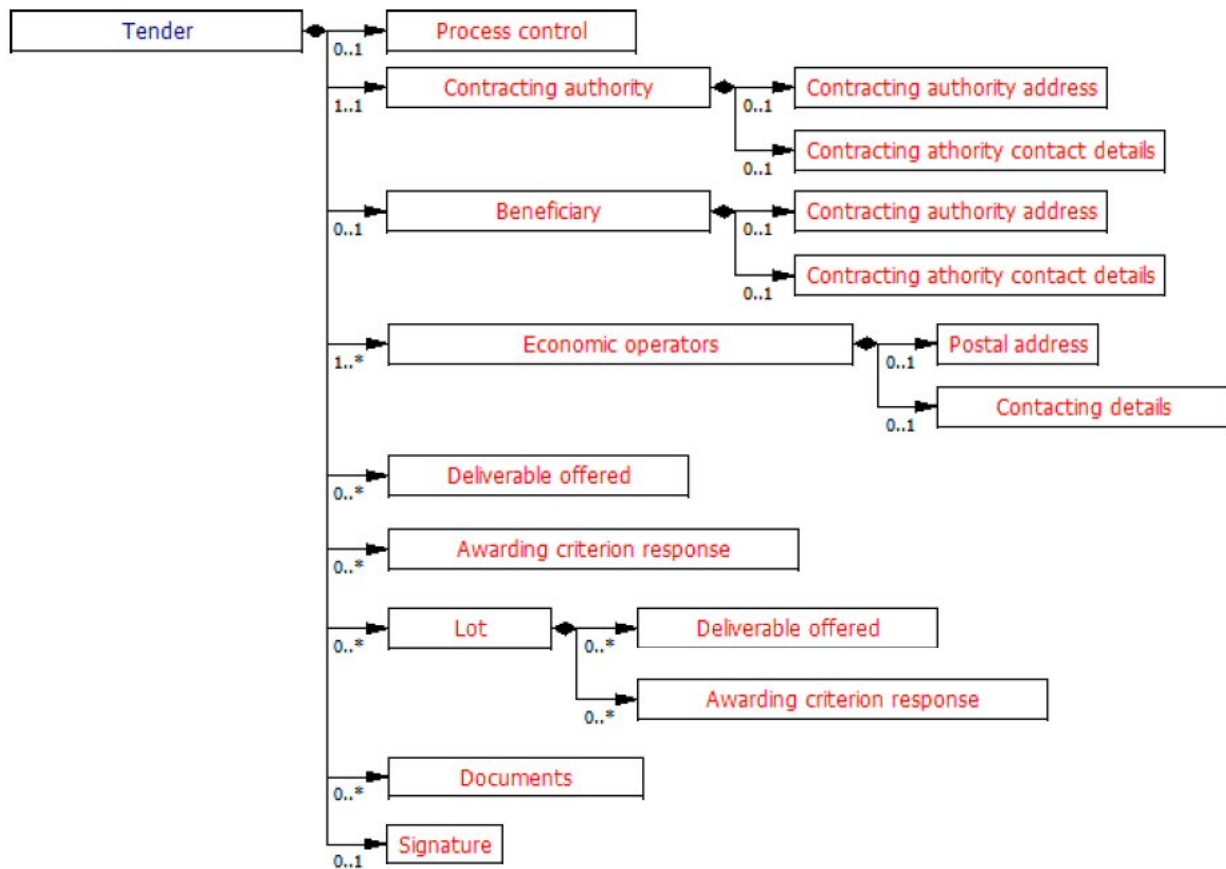 Tender
0..1
Process control
1..1
Contracting authority
0..1
Contracting authority address
0..1
Contracting athority contact details
0..1
Beneficiary
0..1
Contracting authority address
0..1
Contracting athority contact details
1..*
Economic operators
0..1
Postal address
0..1
Contacting details
0..*
Deliverable offered
0..*
Awarding criterion response
0..*
Lot
0..*
Deliverable offered
0..*
Awarding criterion response
0..*
Documents
0..1
Signature